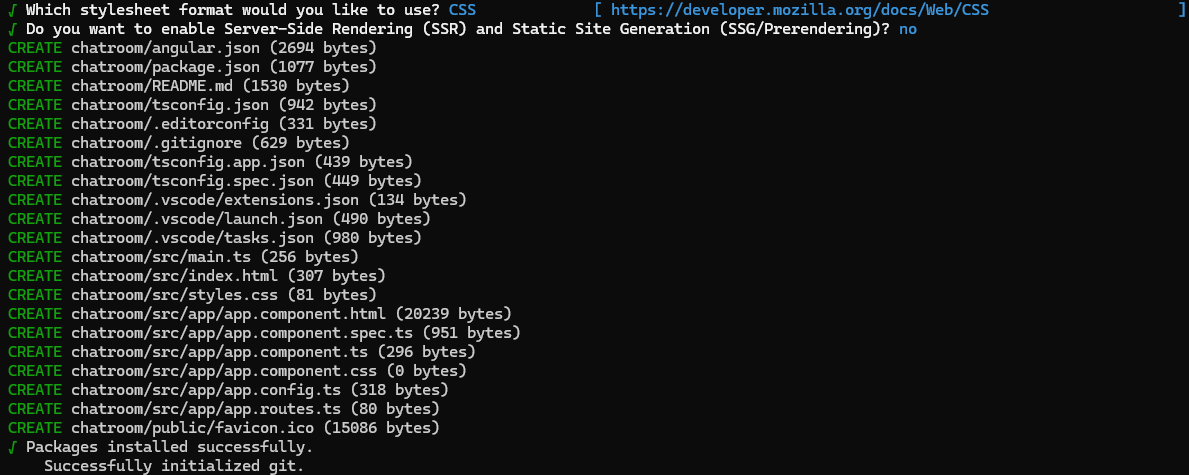 √ Which stylesheet format would you like to use? CSS [ https://developer.mozilla.org/docs/Web/CSS ]
√ Do you want to enable Server-Side Rendering (SSR) and Static Site Generation (SSG/Prerendering)? no
CREATE chatroom/angular.json (2694 bytes)
CREATE chatroom/package.json (1077 bytes)
CREATE chatroom/README.md (1530 bytes)
CREATE chatroom/tsconfig.json (942 bytes)
CREATE chatroom/.editorconfig (331 bytes)
CREATE chatroom/.gitignore (629 bytes)
CREATE chatroom/tsconfig.app.json (439 bytes)
CREATE chatroom/tsconfig.spec.json (449 bytes)
CREATE chatroom/.vscode/extensions.json (134 bytes)
CREATE chatroom/.vscode/launch.json (490 bytes)
CREATE chatroom/.vscode/tasks.json (980 bytes)
CREATE chatroom/src/main.ts (256 bytes)
CREATE chatroom/src/index.html (307 bytes)
CREATE chatroom/src/styles.css (81 bytes)
CREATE chatroom/src/app/app.component.html (20239 bytes)
CREATE chatroom/src/app/app.component.spec.ts (951 bytes)
CREATE chatroom/src/app/app.component.ts (296 bytes)
CREATE chatroom/src/app/app.component.css (0 bytes)
CREATE chatroom/src/app/app.config.ts (318 bytes)
CREATE chatroom/src/app/app.routes.ts (80 bytes)
CREATE chatroom/public/favicon.ico (15086 bytes)
√ Packages installed successfully.
Successfully initialized git.